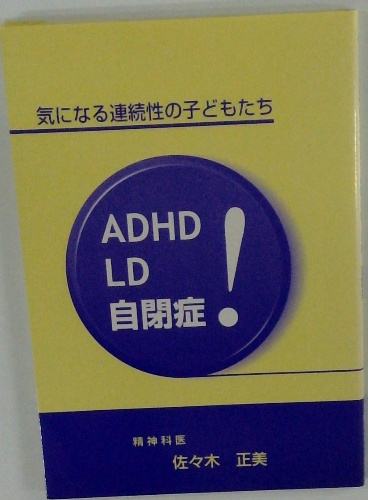 気になる連続性の子どもたち
ADHD
LD
自閉症
!
精神科医
佐々木 正美